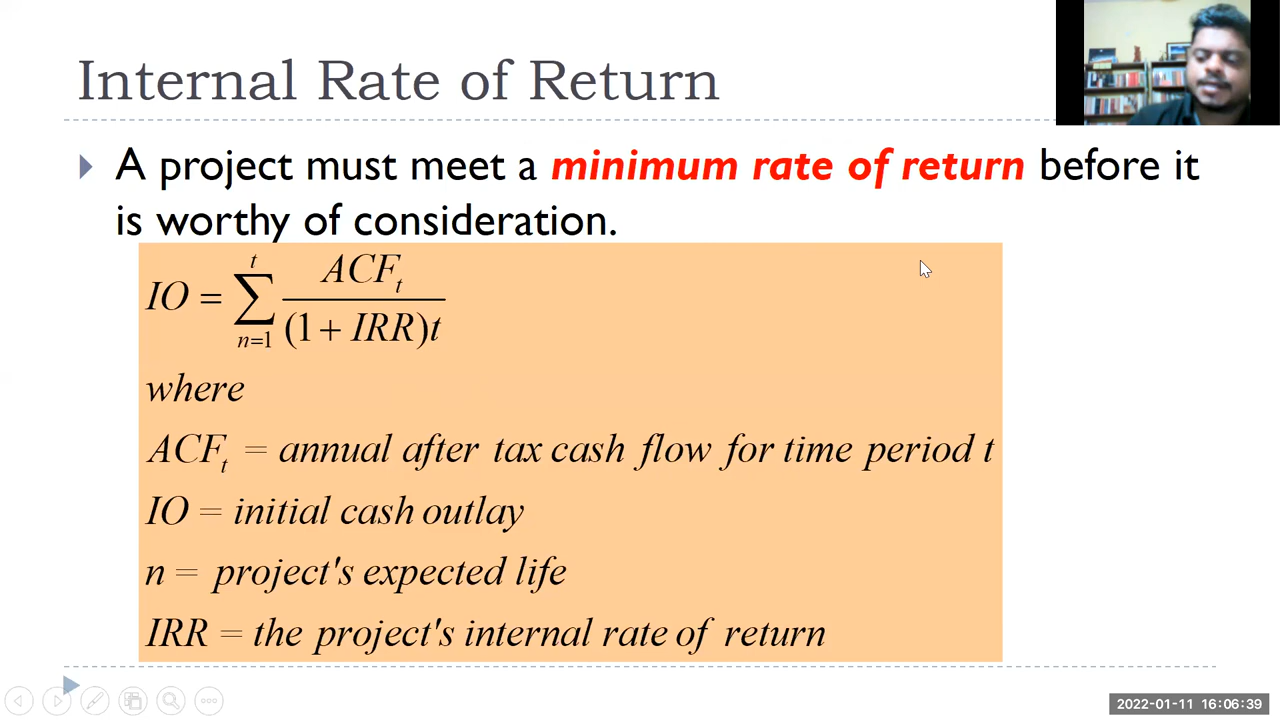 Internal Rate of Return
A project must meet a minimum rate of return before it
is worthy of consideration.
IO = \sum_{n=1}^{t} \frac{ACF_t}{(1 + IRR)t}
where
ACF_t = annual after tax cash flow for time period t
IO = initial cash outlay
n = project's expected life
IRR = the project's internal rate of return
2022-01-11 16:06:39